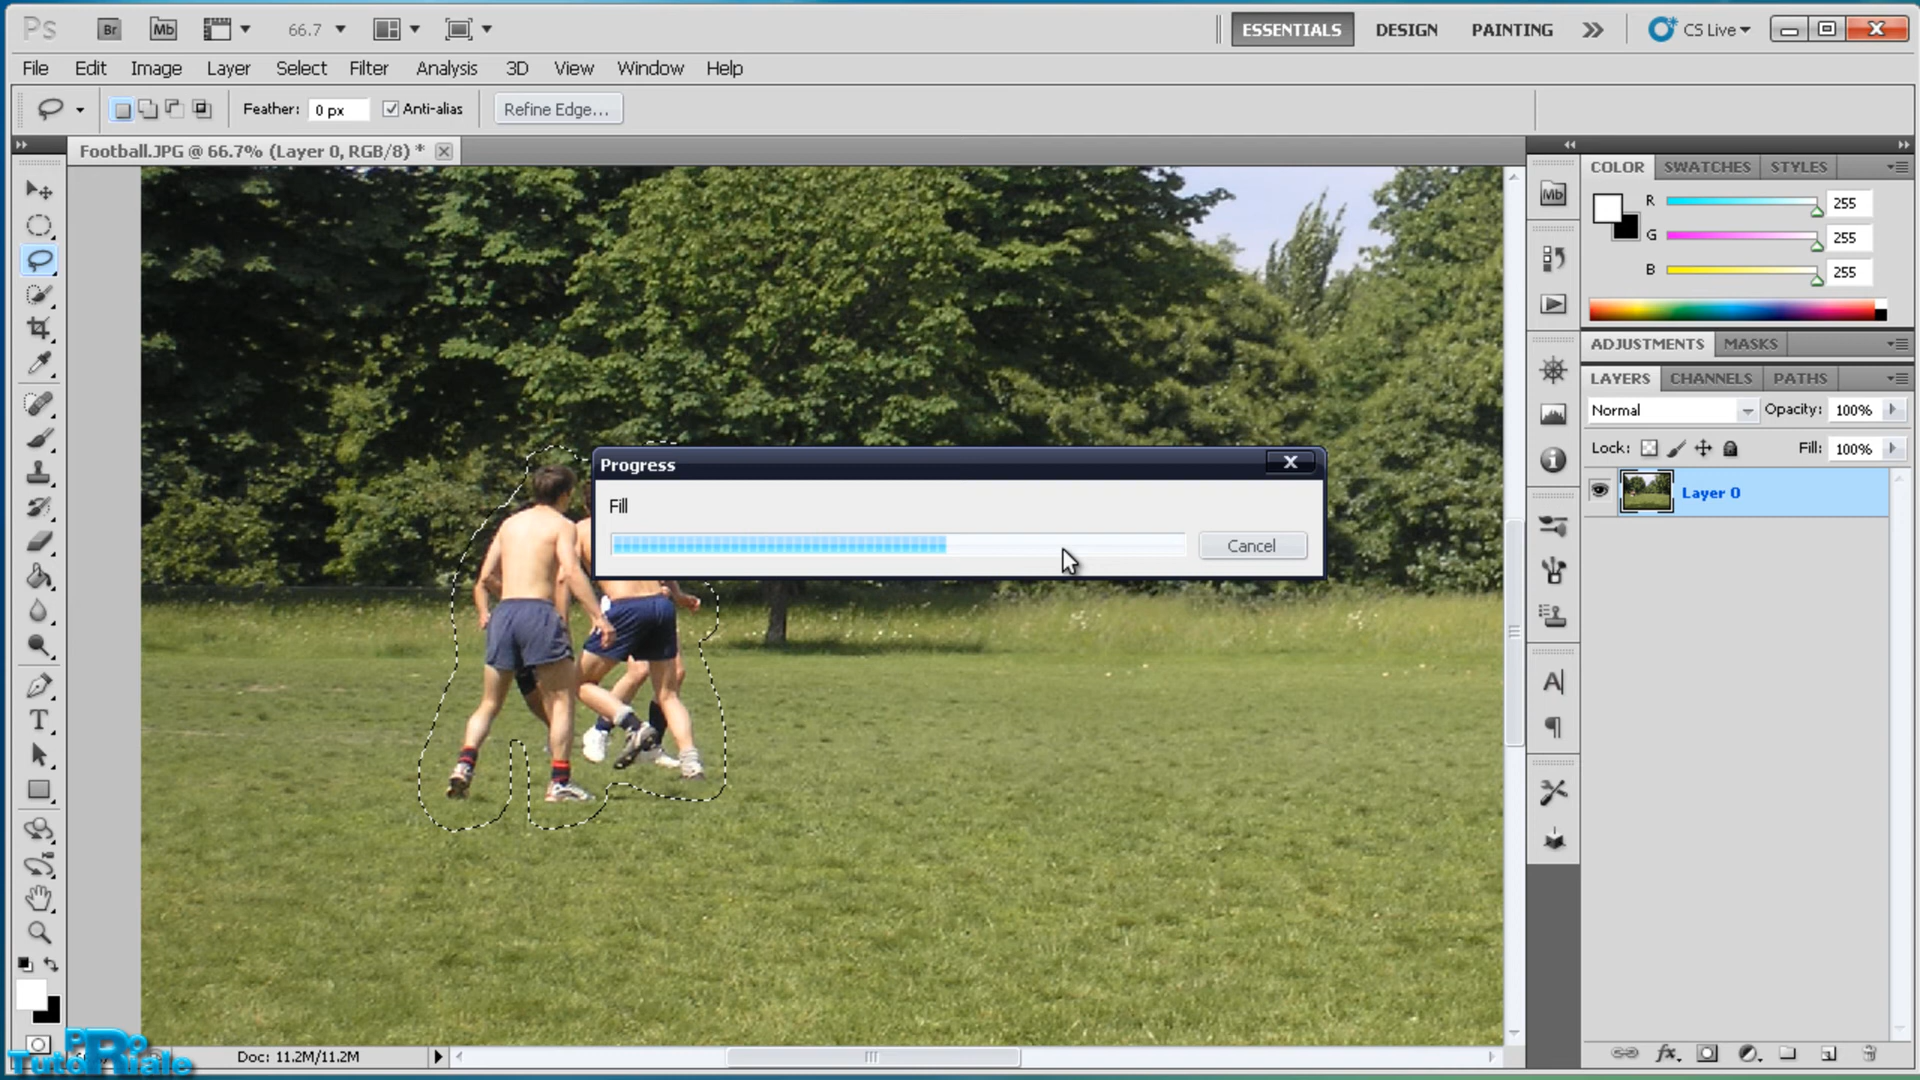 Ps Br Mb 66.7 ESSENTIALS DESIGN PAINTING CS Live
File Edit Image Layer Select Filter Analysis 3D View Window Help
Feather: 0 px Anti-alias Refine Edge...
Football.JPG @ 66.7% (Layer 0, RGB/8) *
COLOR SWATCHES STYLES
Mb
R 255
G 255
B 255
ADJUSTMENTS MASKS
LAYERS CHANNELS PATHS
Normal Opacity: 100%
Lock: Fill: 100%
Progress
Layer 0
Fill
Cancel
Doc: 11.2M/11.2M
PRo
TutoRiale